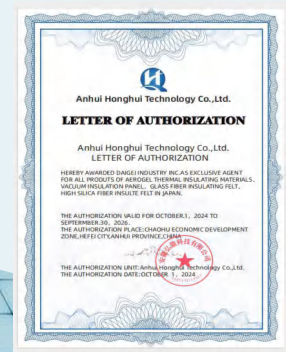 Anhui Honghui Technology Co.,Ltd.
LETTER OF AUTHORIZATION
Anhui Honghui Technology Co.,Ltd.
LETTER OF AUTHORIZATION
HEREBY AWARDED DAIGEI INDUSTRY INC.AS EXCLUSIVE AGENT
FOR ALL PRODUTS OF AEROGEL THERMAL INSULATING MATERIALS,
VACUUM INSULATION PANEL, GLASS FIBER INSULATING FELT,
HIGH SILICA FIBER INSULTE FELT IN JAPAN.
THE AUTHORIZATION VALID FOR OCTOBER.1, 2024 TO
SEPTERMBER.30, 2026.
THE AUTHORIZATION PLACE:CHAOHU ECONOMIC DEVELOPMENT
ZONE,HEFEI CITY,ANHUI PROVINCE,CHINA
THE AUTHORIZATION UNIT:Anhui Honghui Technology Co.,Ltd.
THE AUTHORIZATION DATE:OCTOBER 1, 2024